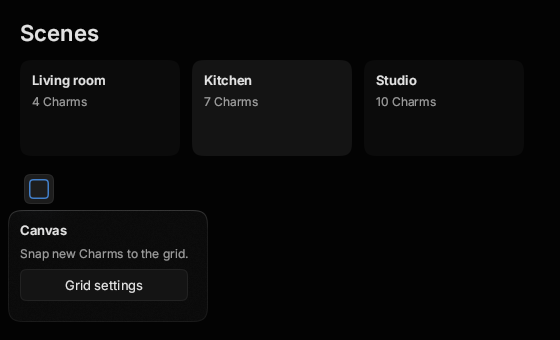 Scenes
Living room
4 Charms
Kitchen
7 Charms
Studio
10 Charms
Canvas
Snap new Charms to the grid.
Grid settings